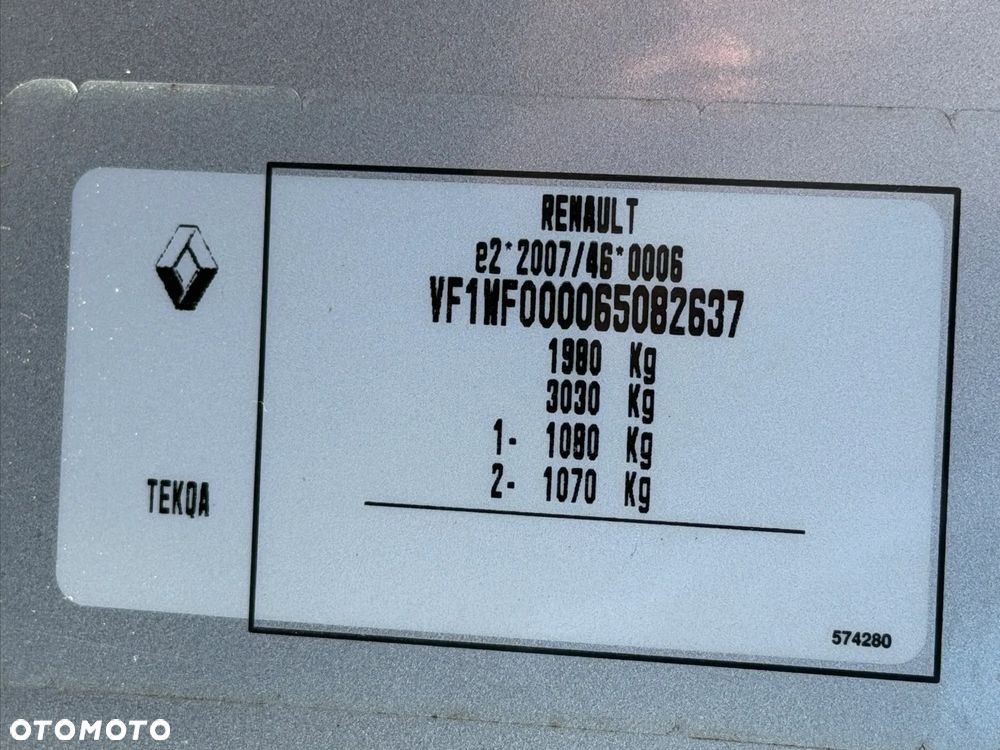 RENAULT
e2*2007/46*0006
VF1WF000065082637
1980 Kg
3030 Kg
1- 1080 Kg
2- 1070 Kg
TEKQA
574280
OTOMOTO